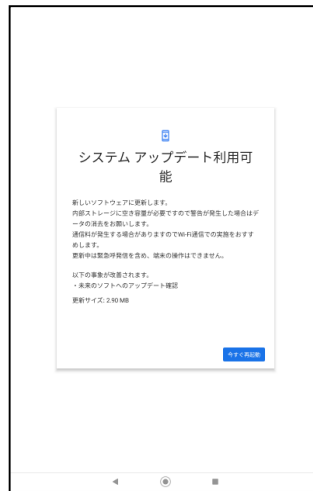 システム アップデート利用可
能
新しいソフトウェアに更新します。
内部ストレージに空き容量が必要ですので警告が発生した場合はデ
ータの消去をお願いします。
通信料が発生する場合がありますのでWi-Fi通信での実施をおすす
めします。
更新中は緊急呼発信を含め、端末の操作はできません。
以下の事象が改善されます。
・未来のソフトへのアップデート確認
更新サイズ: 2.90 MB
今すぐ再起動